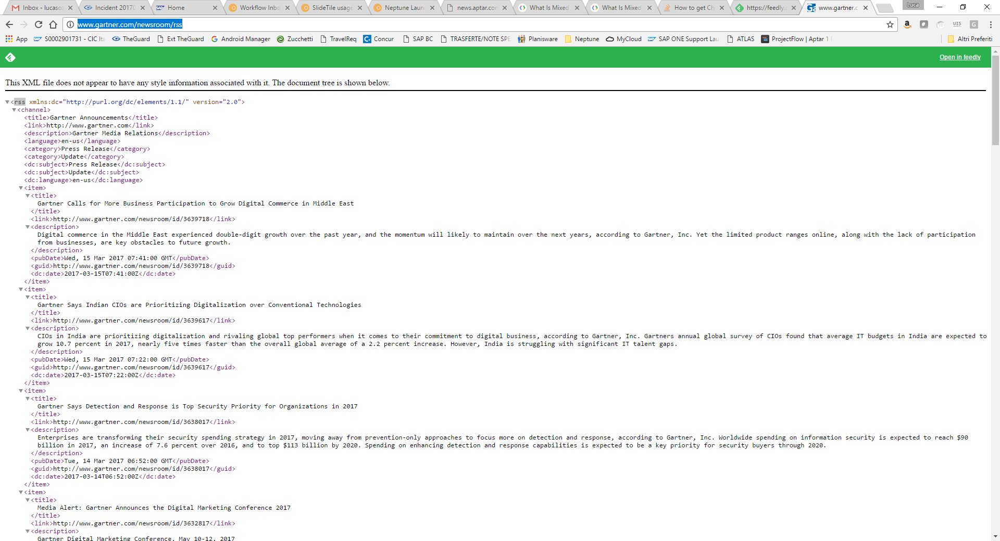 Inbox - lucasc
Incident 2017(
Home
Workflow Inbo
SlideTile usage
Neptune Laun
news.aptar.con
What Is Mixed
What Is Mixed
How to get Ch
https://feedly.
www.gartner.c
Luca
www.gartner.com/newsroom/rss
App
S0002901731 - CIC Ita
TheGuard
Ext TheGuard
Android Manager
Zucchetti
TravelReq
Concur
SAP BC
TRASFERTE/NOTE SPE
Planisware
Neptune
MyCloud
SAP ONE Support Lau
ATLAS
ProjectFlow | Aptar 1
Altri Preferiti
Open in feedly
This XML file does not appear to have any style information associated with it. The document tree is shown below.
<rss xmlns:dc="http://purl.org/dc/elements/1.1/" version="2.0">
<channel>
<title>Gartner Announcements</title>
<link>http://www.gartner.com</link>
<description>Gartner Media Relations</description>
<language>en-us</language>
<category>Press Release</category>
<category>Update</category>
<dc:subject>Press Release</dc:subject>
<dc:subject>Update</dc:subject>
<dc:language>en-us</dc:language>
<item>
<title>
Gartner Calls for More Business Participation to Grow Digital Commerce in Middle East
</title>
<link>http://www.gartner.com/newsroom/id/3639718</link>
<description>
Digital commerce in the Middle East experienced double-digit growth over the past year, and the momentum will likely to maintain over the next years, according to Gartner, Inc. Yet the limited product ranges online, along with the lack of participation
from businesses, are key obstacles to future growth.
</description>
<pubDate>Wed, 15 Mar 2017 07:41:00 GMT</pubDate>
<guid>http://www.gartner.com/newsroom/id/3639718</guid>
<dc:date>2017-03-15T07:41:00Z</dc:date>
</item>
<item>
<title>
Gartner Says Indian CIOs are Prioritizing Digitalization over Conventional Technologies
</title>
<link>http://www.gartner.com/newsroom/id/3639617</link>
<description>
CIOs in India are prioritizing digitalization and rivaling global top performers when it comes to their commitment to digital business, according to Gartner, Inc. Gartners annual global survey of CIOs found that average IT budgets in India are expected to
grow 10.7 percent in 2017, nearly five times faster than the overall global average of a 2.2 percent increase. However, India is struggling with significant IT talent gaps.
</description>
<pubDate>Wed, 15 Mar 2017 07:22:00 GMT</pubDate>
<guid>http://www.gartner.com/newsroom/id/3639617</guid>
<dc:date>2017-03-15T07:22:00Z</dc:date>
</item>
<item>
<title>
Gartner Says Detection and Response is Top Security Priority for Organizations in 2017
</title>
<link>http://www.gartner.com/newsroom/id/3638017</link>
<description>
Enterprises are transforming their security spending strategy in 2017, moving away from prevention-only approaches to focus more on detection and response, according to Gartner, Inc. Worldwide spending on information security is expected to reach $90
billion in 2017, an increase of 7.6 percent over 2016, and to top $113 billion by 2020. Spending on enhancing detection and response capabilities is expected to be a key priority for security buyers through 2020.
</description>
<pubDate>Tue, 14 Mar 2017 06:52:00 GMT</pubDate>
<guid>http://www.gartner.com/newsroom/id/3638017</guid>
<dc:date>2017-03-14T06:52:00Z</dc:date>
</item>
<item>
<title>
Media Alert: Gartner Announces the Digital Marketing Conference 2017
</title>
<link>http://www.gartner.com/newsroom/id/3632817</link>
<description>
Gartner Digital Marketing Conference, May 10-12, 2017